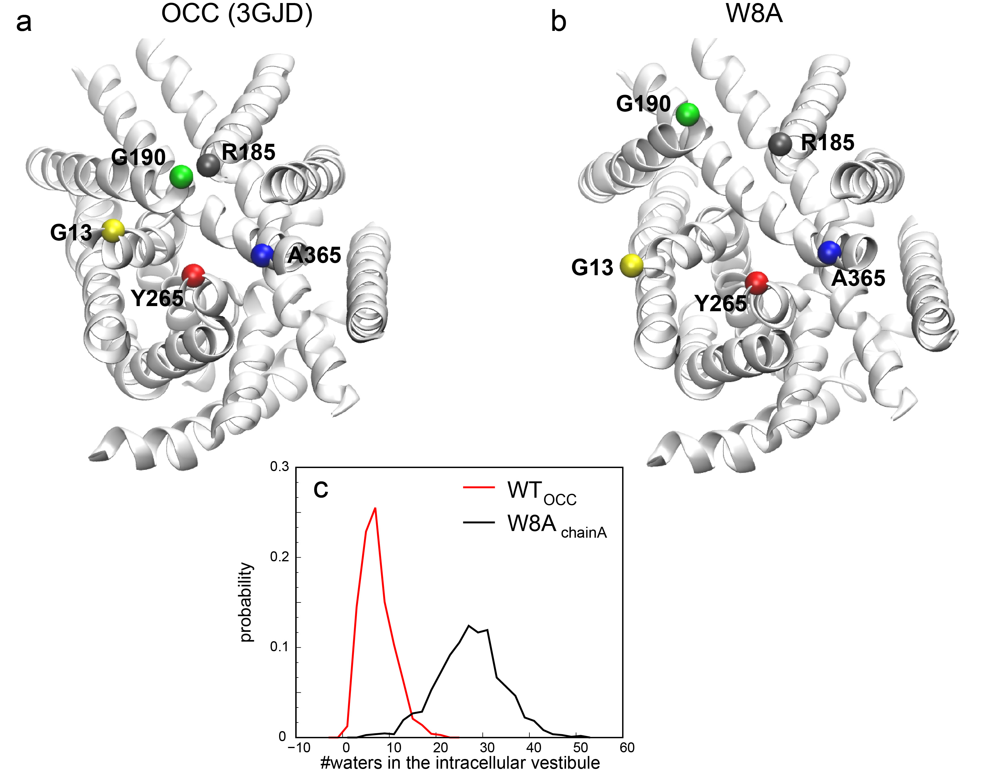 a
OCC (3GJD)
G190
R185
G13
A365
Y265
b
W8A
G190
R185
G13
A365
Y265
c
WT OCC
W8A chainA
0.3
0.2
0.1
0
probability
−10 0 10 20 30 40 50 60
#waters in the intracellular vestibule